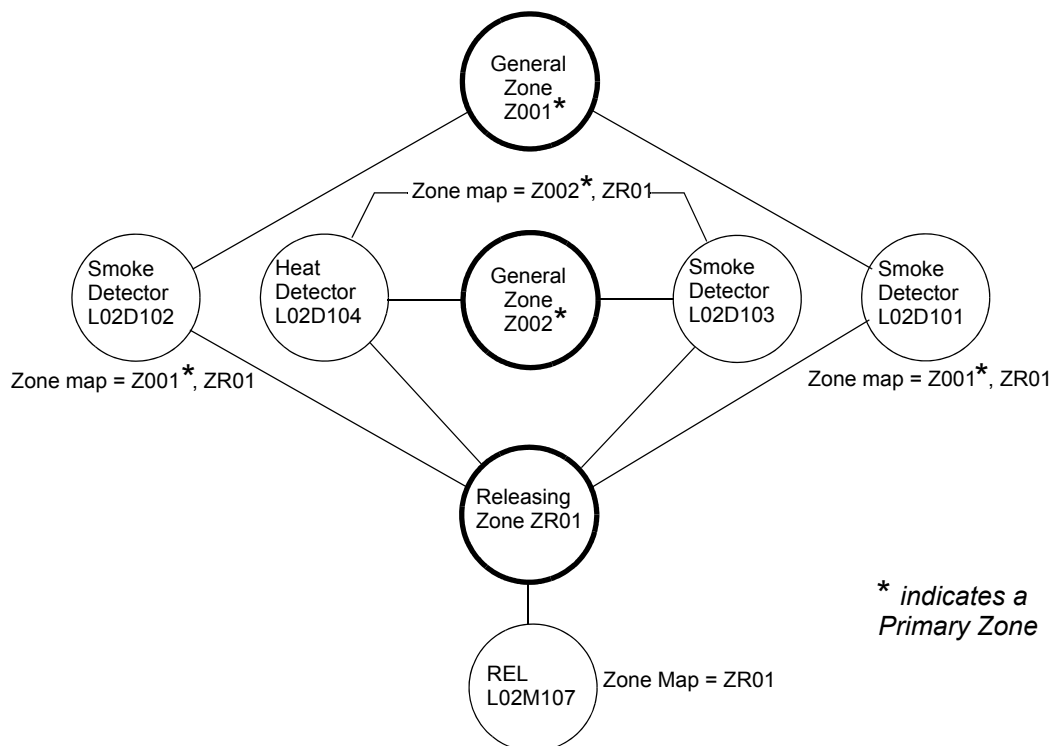 General
Zone
Z001*
Zone map = Z002*, ZR01
Smoke
Detector
L02D102
Heat
Detector
L02D104
General
Zone
Z002*
Smoke
Detector
L02D103
Smoke
Detector
L02D101
Zone map = Z001*, ZR01
Zone map = Z001*, ZR01
Releasing
Zone ZR01
* indicates a
Primary Zone
REL
L02M107
Zone Map = ZR01